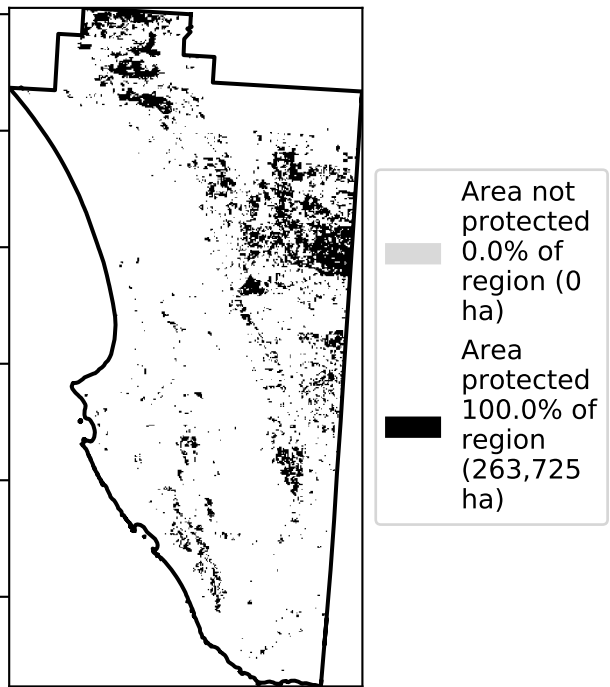 Area not
protected
0.0% of
region (0
ha)
Area
protected
100.0% of
region
(263,725
ha)